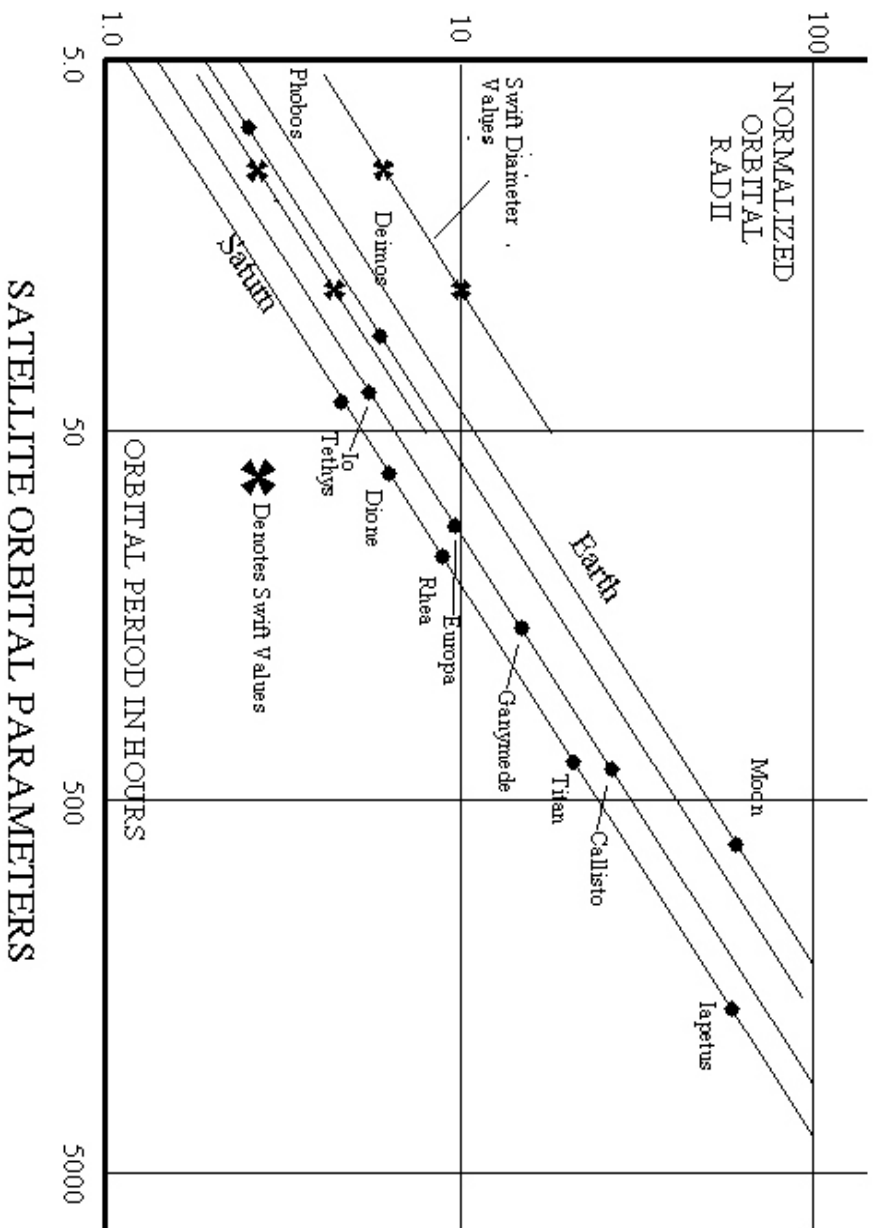 100
10
1.0
5.0
50
500
5000
NORMALIZED
ORBITAL
RADII
Swift Diameter
Values
Phobos
Deimos
Saturn
Earth
Moon
Io
Tethys
Dione
Rhea
Europa
Ganymede
Titan
Callisto
Iapetus
Denotes Swift Values
ORBITAL PERIOD IN HOURS
SATELLITE ORBITAL PARAMETERS